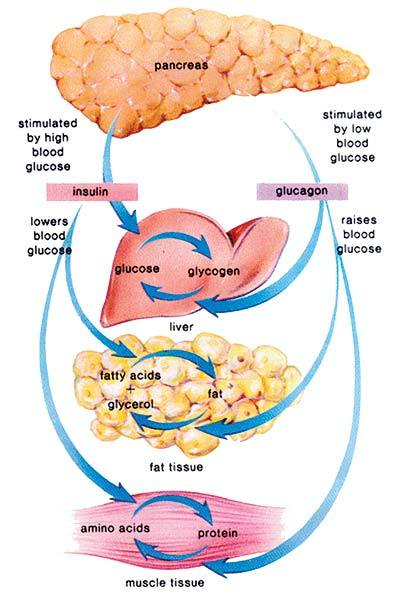 pancreas
stimulated
by high
blood
glucose
stimulated
by low
blood
glucose
insulin
glucagon
lowers
blood
glucose
raises
blood
glucose
glucose
glycogen
liver
fatty acids
+
glycerol
fat
fat tissue
amino acids
protein
muscle tissue